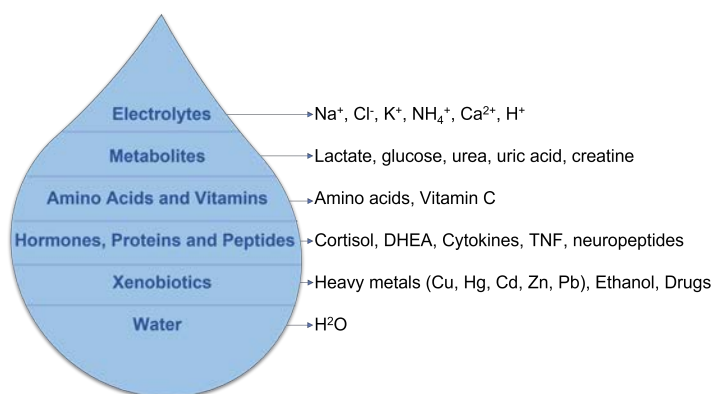 Electrolytes Na⁺, Cl⁻, K⁺, NH₄⁺, Ca²⁺, H⁺
Metabolites Lactate, glucose, urea, uric acid, creatine
Amino Acids and Vitamins Amino acids, Vitamin C
Hormones, Proteins and Peptides Cortisol, DHEA, Cytokines, TNF, neuropeptides
Xenobiotics Heavy metals (Cu, Hg, Cd, Zn, Pb), Ethanol, Drugs
Water H²O